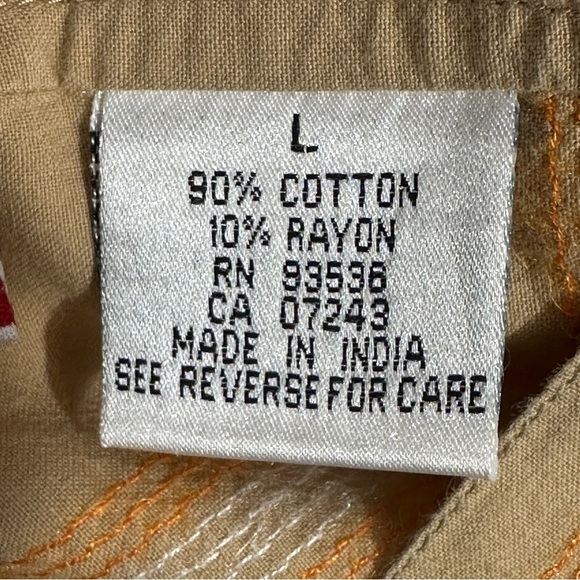 L
90% COTTON
10% RAYON
RN 93536
CA 07243
MADE IN INDIA
SEE REVERSE FOR CARE